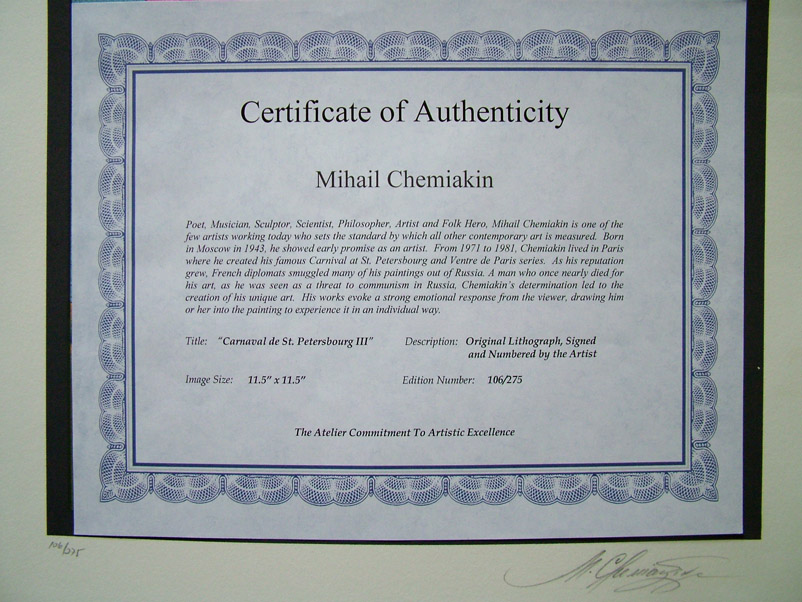 Certificate of Authenticity
Mihail Chemiakin
Poet, Musician, Sculptor, Scientist, Philosopher, Artist and Folk Hero, Mihail Chemiakin is one of the
few artists working today who sets the standard by which all other contemporary art is measured. Born
in Moscow in 1943, he showed early promise as an artist. From 1971 to 1981, Chemiakin lived in Paris
where he created his famous Carnival at St. Petersbourg and Ventre de Paris series. As his reputation
grew, French diplomats smuggled many of his paintings out of Russia. A man who once nearly died for
his art, as he was seen as a threat to communism in Russia, Chemiakin's determination led to the
creation of his unique art. His works evoke a strong emotional response from the viewer, drawing him
or her into the painting to experience it in an individual way.
Title: "Carnaval de St. Petersbourg III" Description: Original Lithograph, Signed
and Numbered by the Artist
Image Size: 11.5" x 11.5" Edition Number: 106/275
The Atelier Commitment To Artistic Excellence
106/275
M. Chemiakin